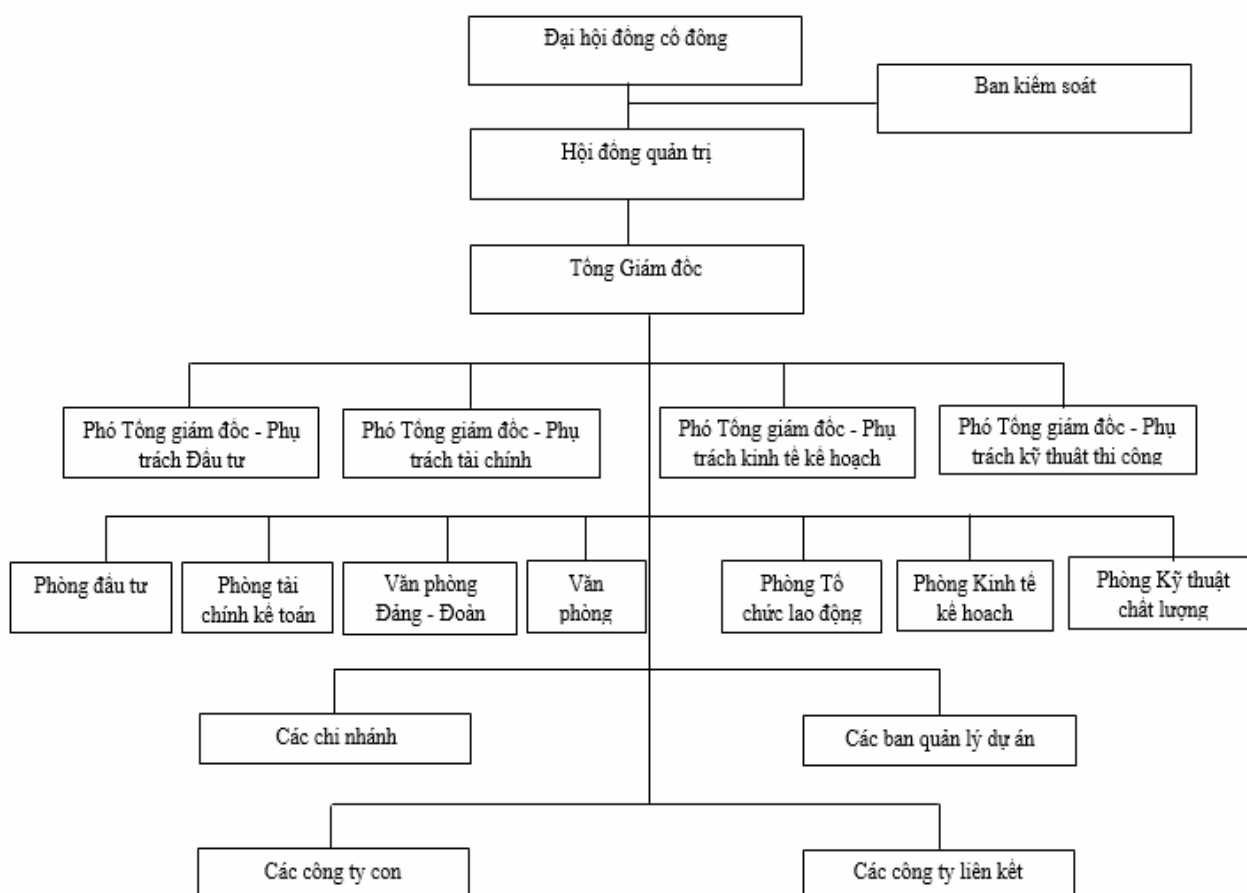 Đại hội đồng cổ đông
Ban kiểm soát
Hội đồng quản trị
Tổng Giám đốc
Phó Tổng giám đốc - Phụ
trách Đầu tư
Phó Tổng giám đốc - Phụ
trách tài chính
Phó Tổng giám đốc - Phụ
trách kinh tế kế hoạch
Phó Tổng giám đốc - Phụ
trách kỹ thuât thi công
Phòng đầu tư
Phòng tài
chính kế toán
Văn phòng
Đảng - Đoàn
Văn
phòng
Phòng Tổ
chức lao động
Phòng Kinh tế
kế hoach
Phòng Kỹ thuật
chất lượng
Các chi nhánh
Các ban quản lý dự án
Các công ty con
Các công ty liên kết